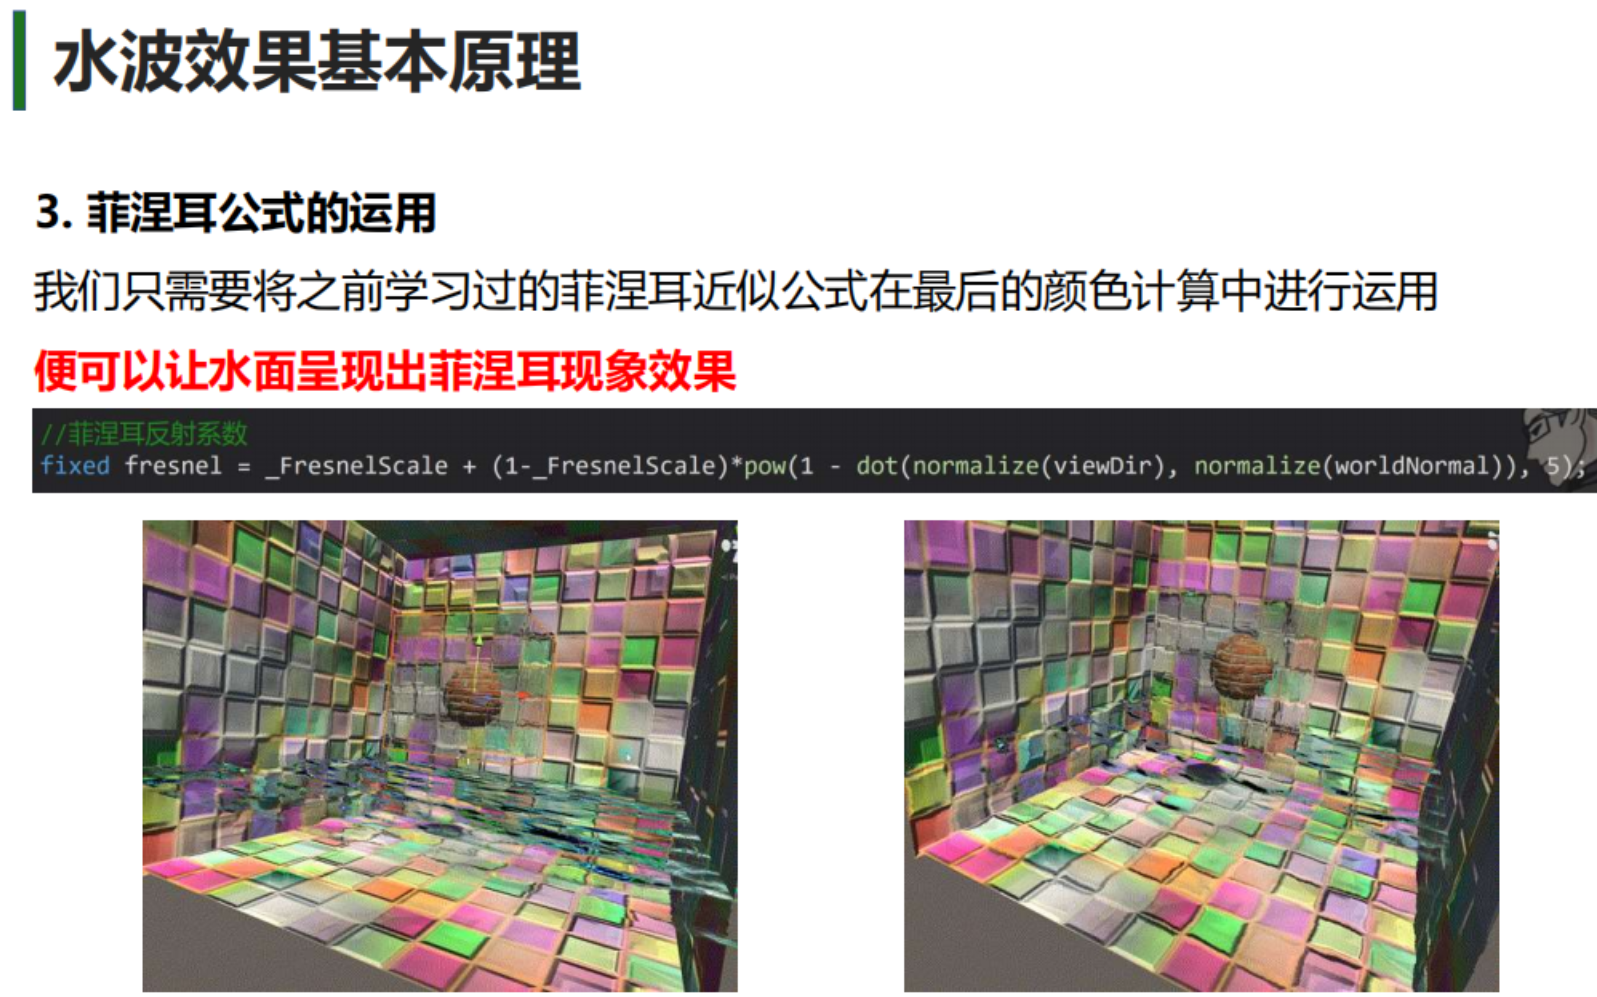 水波效果基本原理
3. 菲涅耳公式的运用
我们只需要将之前学习过的菲涅耳近似公式在最后的颜色计算中进行运用
便可以让水面呈现出菲涅耳现象效果
//菲涅耳反射系数
fixed fresnel = _FresnelScale + (1-_FresnelScale)*pow(1 - dot(normalize(viewDir), normalize(worldNormal)), 5);